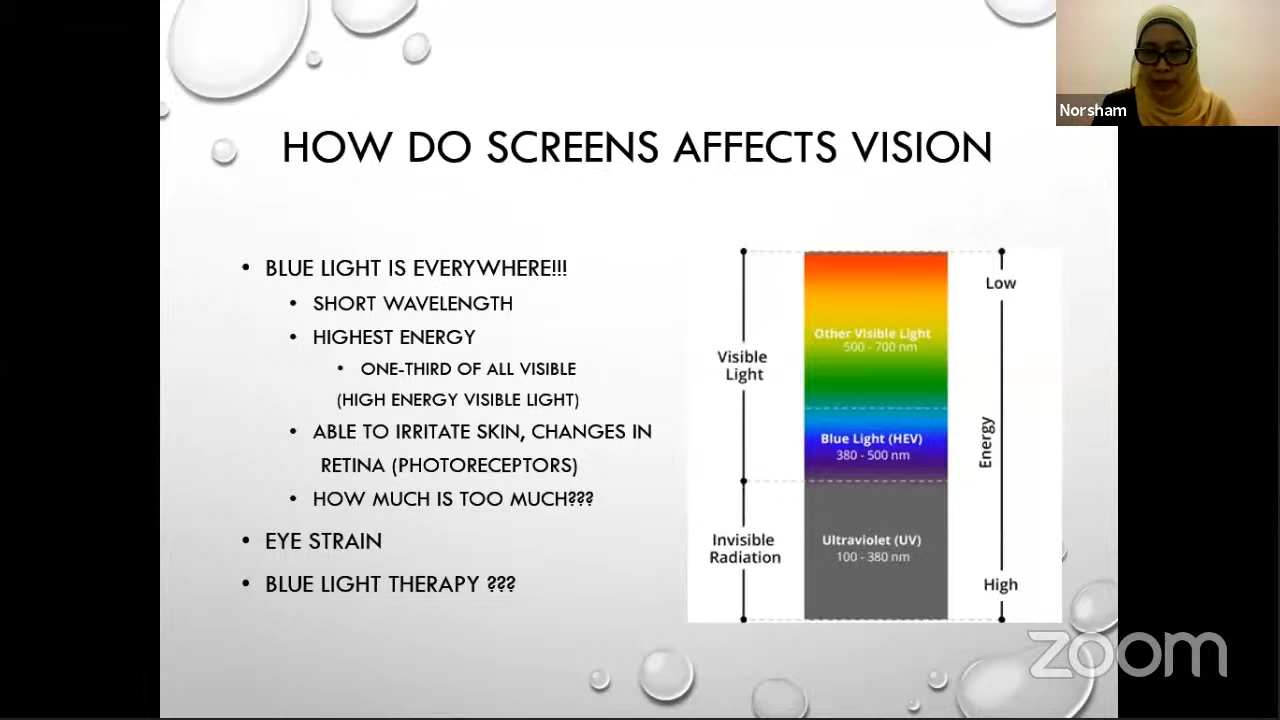 Norsham
HOW DO SCREENS AFFECTS VISION
• BLUE LIGHT IS EVERYWHERE!!!
• SHORT WAVELENGTH
• HIGHEST ENERGY
• ONE-THIRD OF ALL VISIBLE
(HIGH ENERGY VISIBLE LIGHT)
• ABLE TO IRRITATE SKIN, CHANGES IN
RETINA (PHOTORECEPTORS)
• HOW MUCH IS TOO MUCH???
• EYE STRAIN
• BLUE LIGHT THERAPY ???
Visible
Light
Invisible
Radiation
Other Visible Light
500 - 700 nm
Blue Light (HEV)
380 - 500 nm
Ultraviolet (UV)
100 - 380 nm
Low
Energy
High
zoom